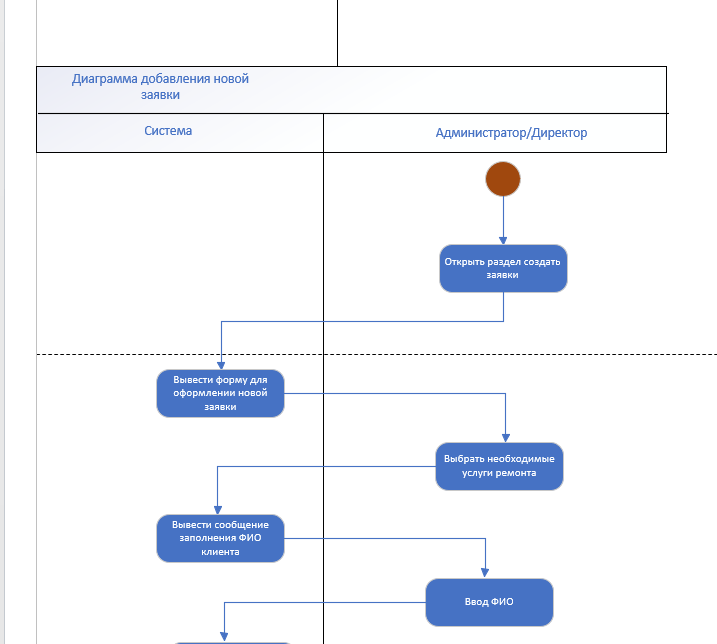 Диаграмма добавления новой
заявки
Система
Администратор/Директор
Открыть раздел создать
заявки
Вывести форму для
оформлении новой
заявки
Выбрать необходимые
услуги ремонта
Вывести сообщение
заполнения ФИО
клиента
Ввод ФИО